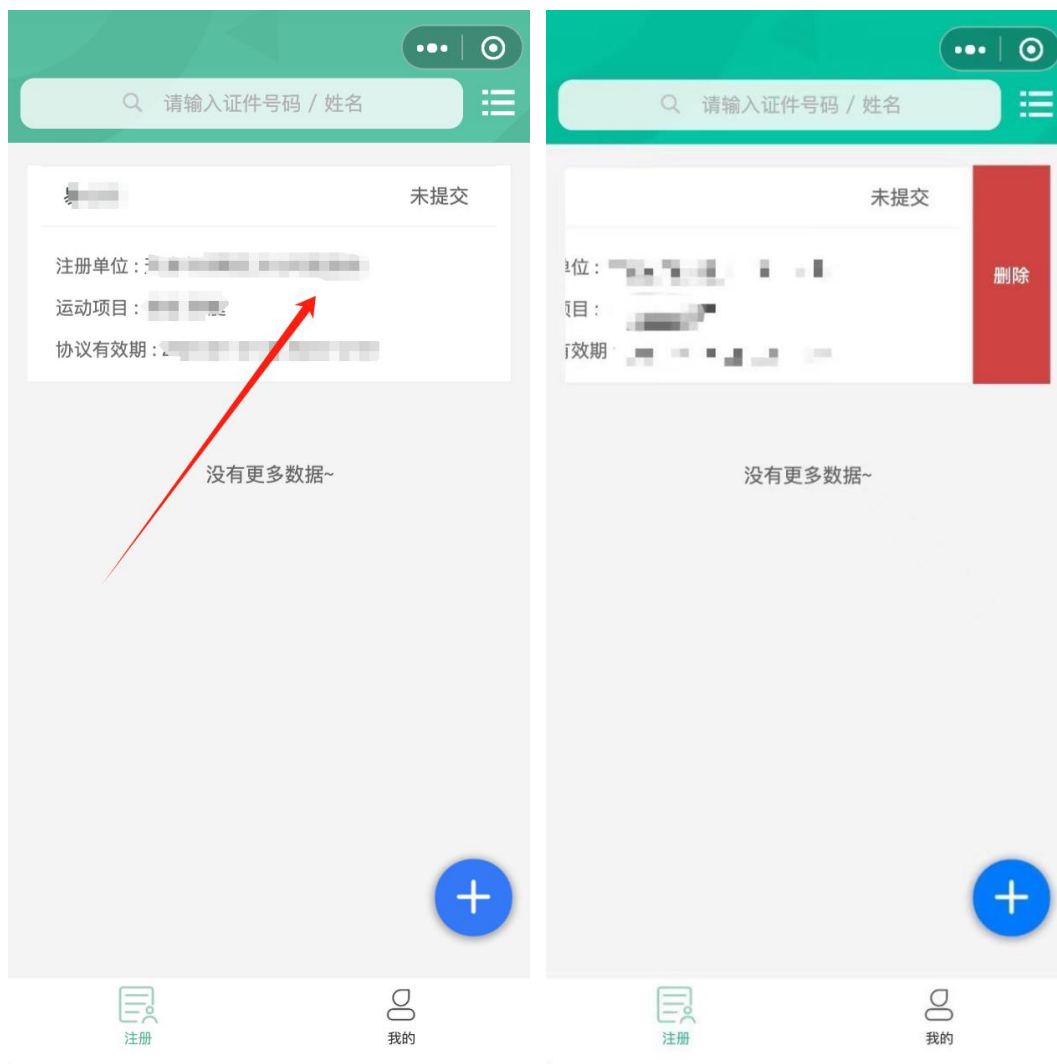 请输入证件号码 / 姓名
未提交
注册单位 :
运动项目 :
协议有效期 :
没有更多数据~
注册
我的
请输入证件号码 / 姓名
未提交
单位 :
项目 :
有效期
删除
没有更多数据~
注册
我的